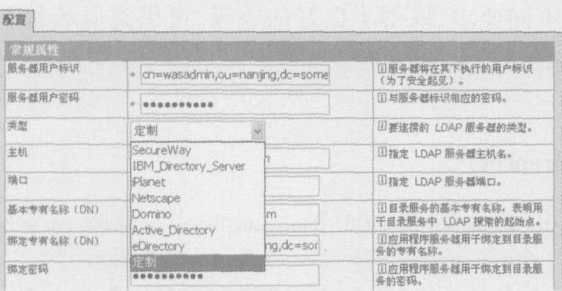 配置
常规属性
服务器用户标识
* cn=wasadmin,ou=nanjing,dc=some
服务器将在其下执行的用户标识
（为了安全起见）。
服务器用户密码
* ●●●●●●●●●●
与服务器标识相应的密码。
类型
定制
要连接的 LDAP 服务器的类型。
主机
指定 LDAP 服务器主机名。
端口
指定 LDAP 服务器端口。
基本专有名称（DN）
m
目录服务的基本专有名称，表明用
于目录服务中 LDAP 搜索的起始点。
绑定专有名称（DN）
ng,dc=sor
应用程序服务器用于绑定到目录服
务的专有名称。
绑定密码
●●●●●●●●●●
应用程序服务器用于绑定到目录服
务的密码。
SecureWay
IBM_Directory_Server
iPlanet
Netscape
Domino
Active_Directory
eDirectory
定制